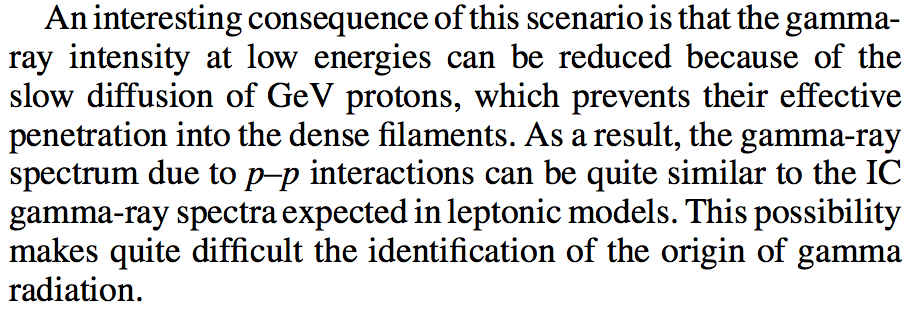 An interesting consequence of this scenario is that the gamma-
ray intensity at low energies can be reduced because of the
slow diffusion of GeV protons, which prevents their effective
penetration into the dense filaments. As a result, the gamma-ray
spectrum due to p–p interactions can be quite similar to the IC
gamma-ray spectra expected in leptonic models. This possibility
makes quite difficult the identification of the origin of gamma
radiation.